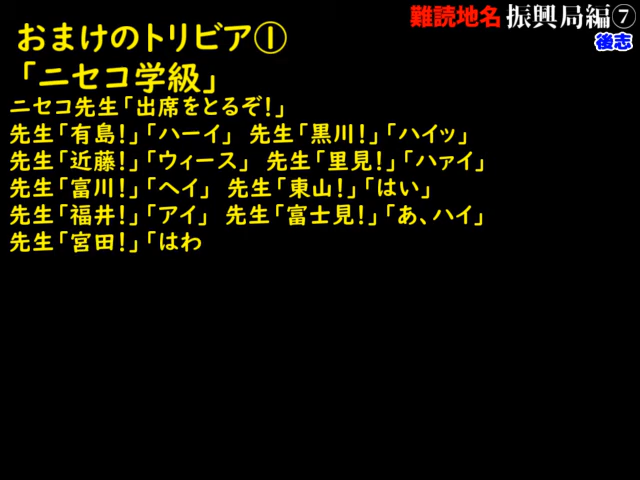 難読地名 振興局編⑦
後志
おまけのトリビア①
「ニセコ学級」
ニセコ先生「出席をとるぞ!」
先生「有島!」「ハーイ」 先生「黒川!」「ハイッ」
先生「近藤!」「ウィース」 先生「里見!」「ハァイ」
先生「富川!」「ヘイ」 先生「東山!」「はい」
先生「福井!」「アイ」 先生「富士見!」「あ、ハイ」
先生「宮田!」「はわ